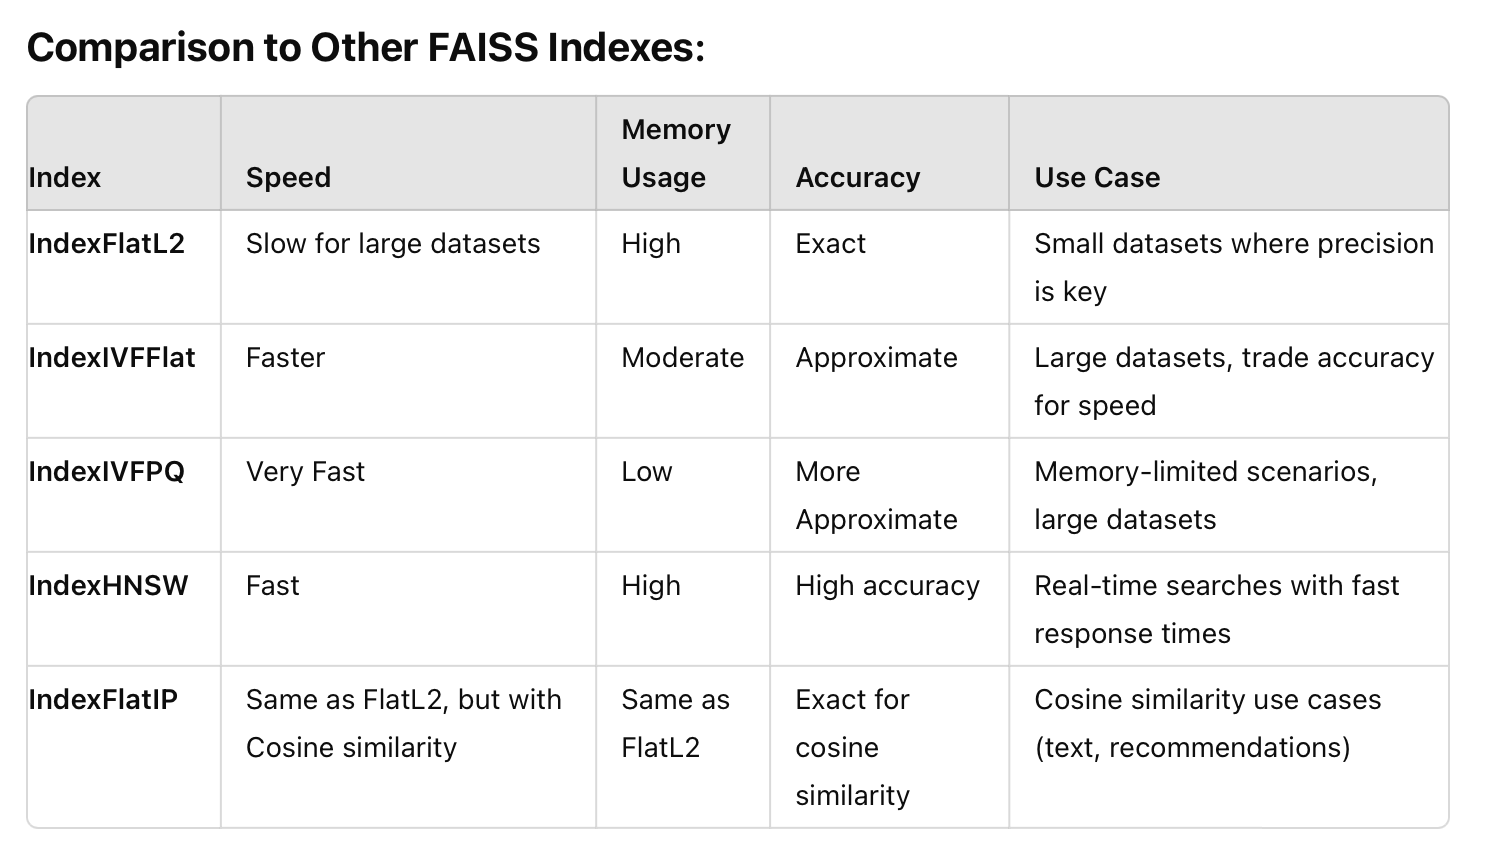 Comparison to Other FAISS Indexes:
Index Speed Memory Usage Accuracy Use Case
IndexFlatL2 Slow for large datasets High Exact Small datasets where precision is key
IndexIVFFlat Faster Moderate Approximate Large datasets, trade accuracy for speed
IndexIVFPQ Very Fast Low More Approximate Memory-limited scenarios, large datasets
IndexHNSW Fast High High accuracy Real-time searches with fast response times
IndexFlatIP Same as FlatL2, but with Cosine similarity Same as FlatL2 Exact for cosine similarity Cosine similarity use cases (text, recommendations)